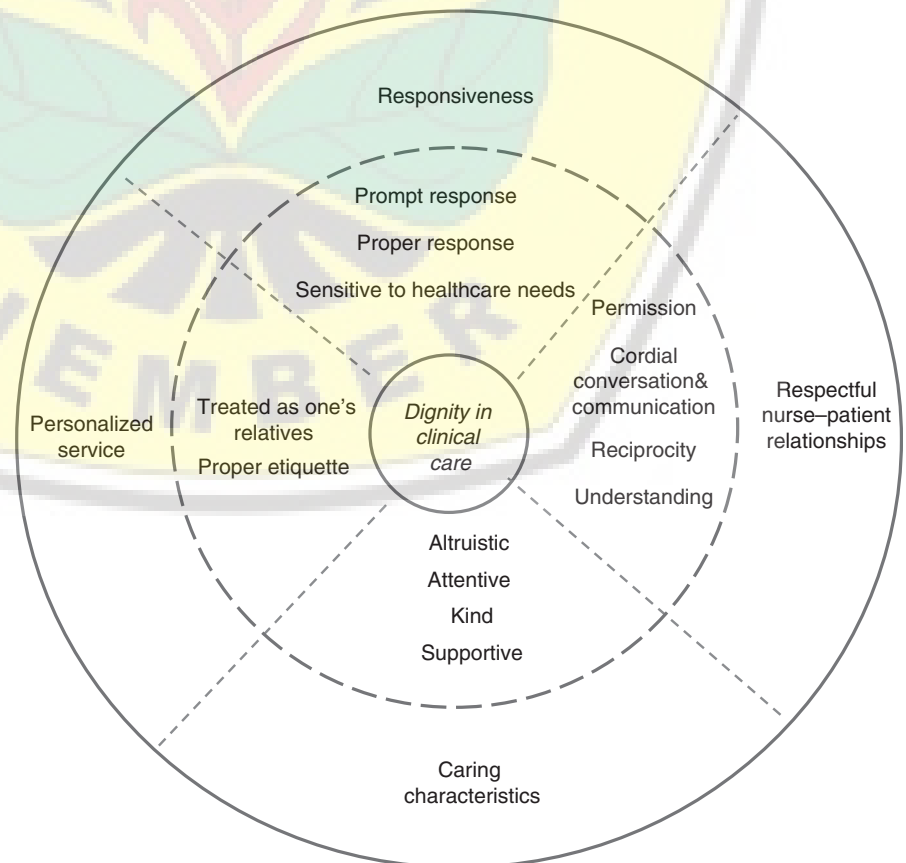 Responsiveness
Prompt response
Proper response
Sensitive to healthcare needs
Permission
Cordial
conversation&
communication
Reciprocity
Understanding
Respectful
nurse–patient
relationships
Personalized
service
Treated as one's
relatives
Proper etiquette
Dignity in
clinical
care
Altruistic
Attentive
Kind
Supportive
Caring
characteristics
EMBER